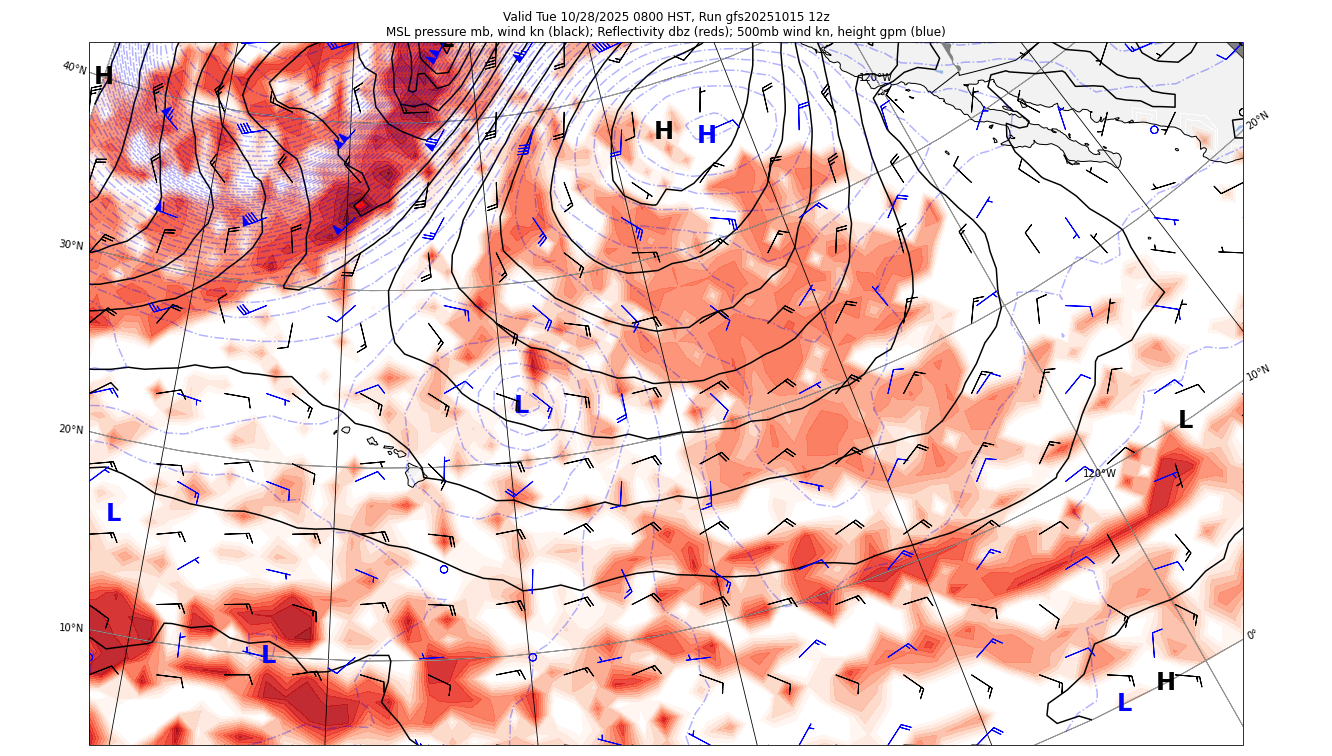 Valid Tue 10/28/2025 0800 HST, Run gfs20251015 12z
MSL pressure mb, wind kn (black); Reflectivity dbz (reds); 500mb wind kn, height gpm (blue)
40°N
H
120°W
20°N
H
H
30°N
10°N
L
L
20°N
120°W
L
10°N
L
0°
H
L